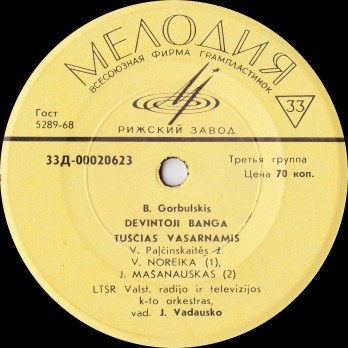 МЕЛОДИЯ
ВСЕСОЮЗНАЯ ФИРМА ГРАМПЛАСТИНОК
33
Гост
5289-68
РИЖСКИЙ ЗАВОД
33Д-00020623
Третья группа
Цена 70 коп.
B. Gorbulskis
DEVINTOJI BANGA
TUŠČIAS VASARNAMIS
V. Palčinskaitės ž.
V. NOREIKA (1),
J. MAŠANAUSKAS (2)
LTSR Valst. radijo ir televizijos
k-to orkestras,
vad. J. Vadausko